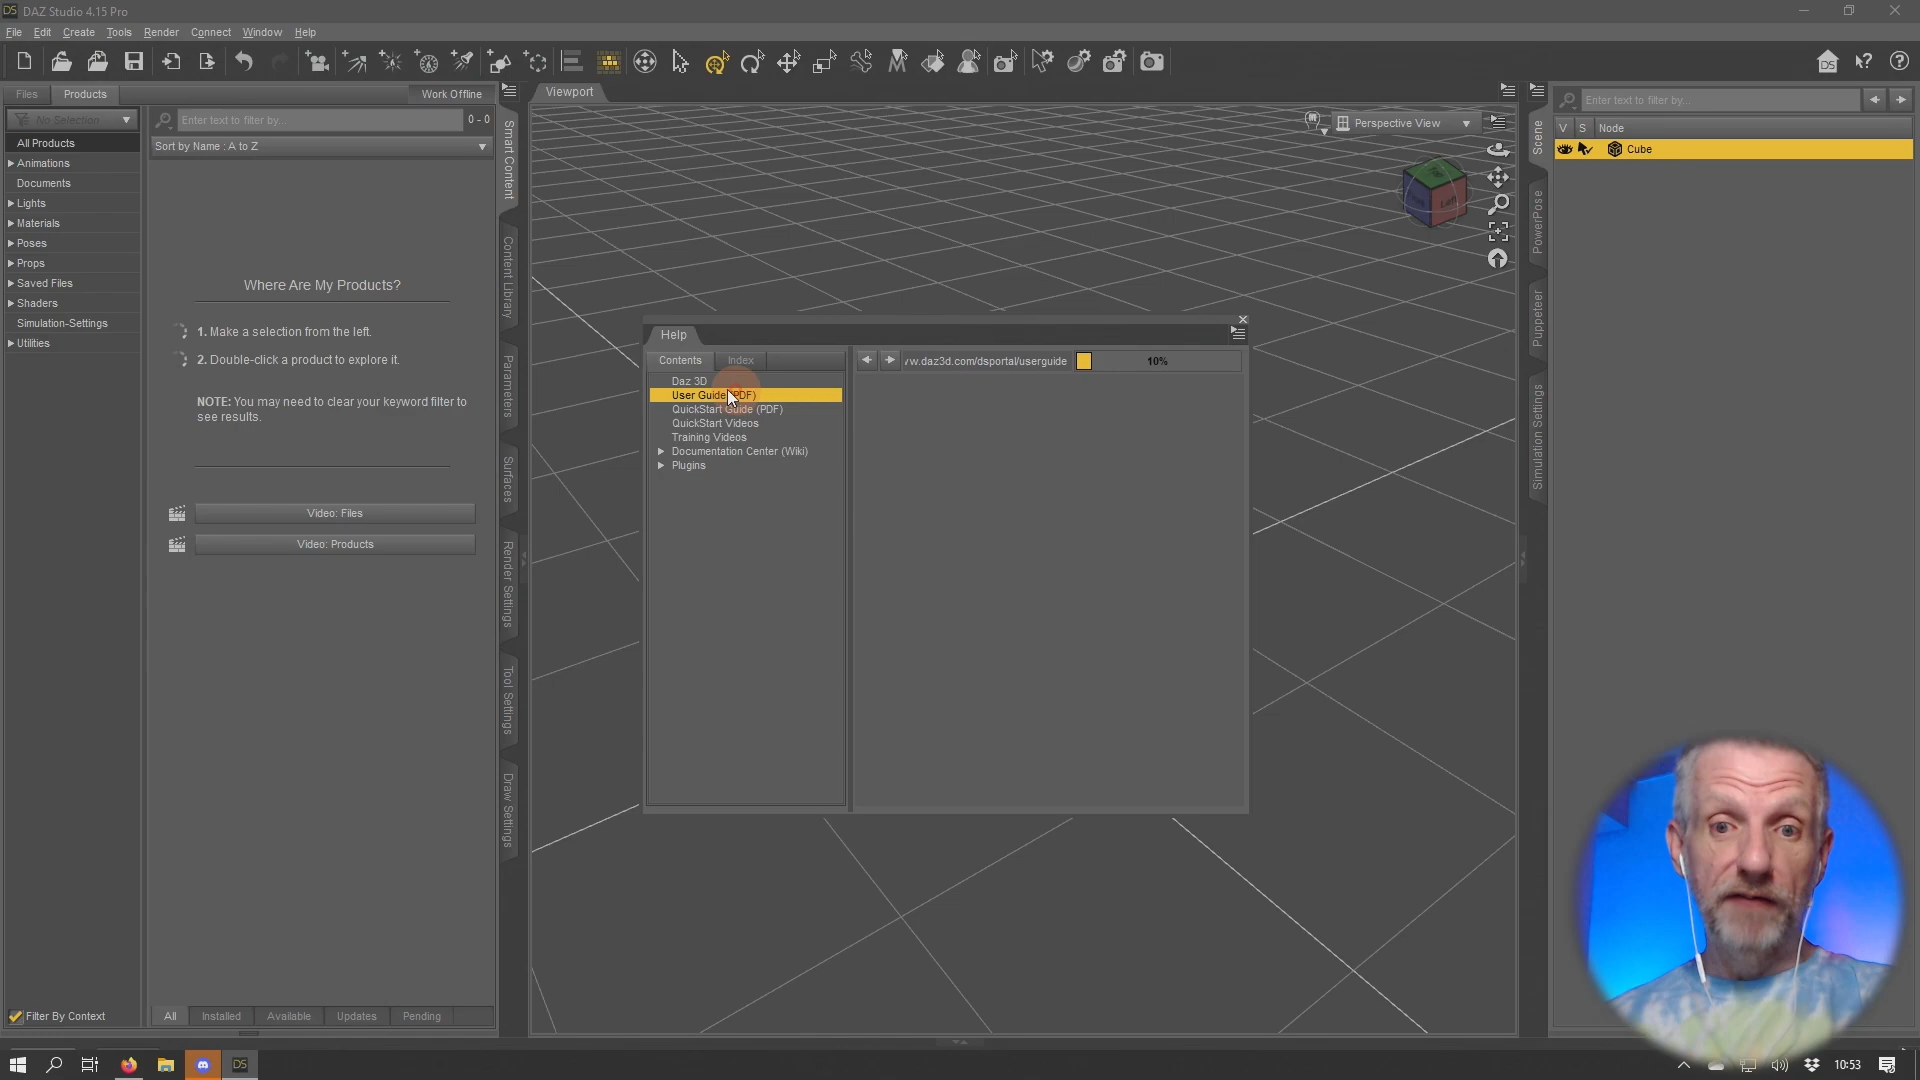 DAZ Studio 4.15 Pro
File Edit Create Tools Render Connect Window Help
Files Products Work Offline
No Selection
Enter text to filter by...
0 - 0
Sort by Name : A to Z
All Products
Animations
Documents
Lights
Materials
Poses
Props
Saved Files
Shaders
Simulation-Settings
Utilities
Where Are My Products?
1. Make a selection from the left.
2. Double-click a product to explore it.
NOTE: You may need to clear your keyword filter to
see results.
Video: Files
Video: Products
Filter By Context
All Installed Available Updates Pending
Smart Content
Content Library
Parameters
Surfaces
Render Settings
Tool Settings
Draw Settings
Viewport
Perspective View
Left
Help
Contents Index
Daz 3D
User Guide (PDF)
QuickStart Guide (PDF)
QuickStart Videos
Training Videos
Documentation Center (Wiki)
Plugins
w.daz3d.com/dsportal/userguide
10%
Scene
PowerPose
Puppeteer
Simulation Settings
Enter text to filter by...
V S Node
Cube
DS
10:53